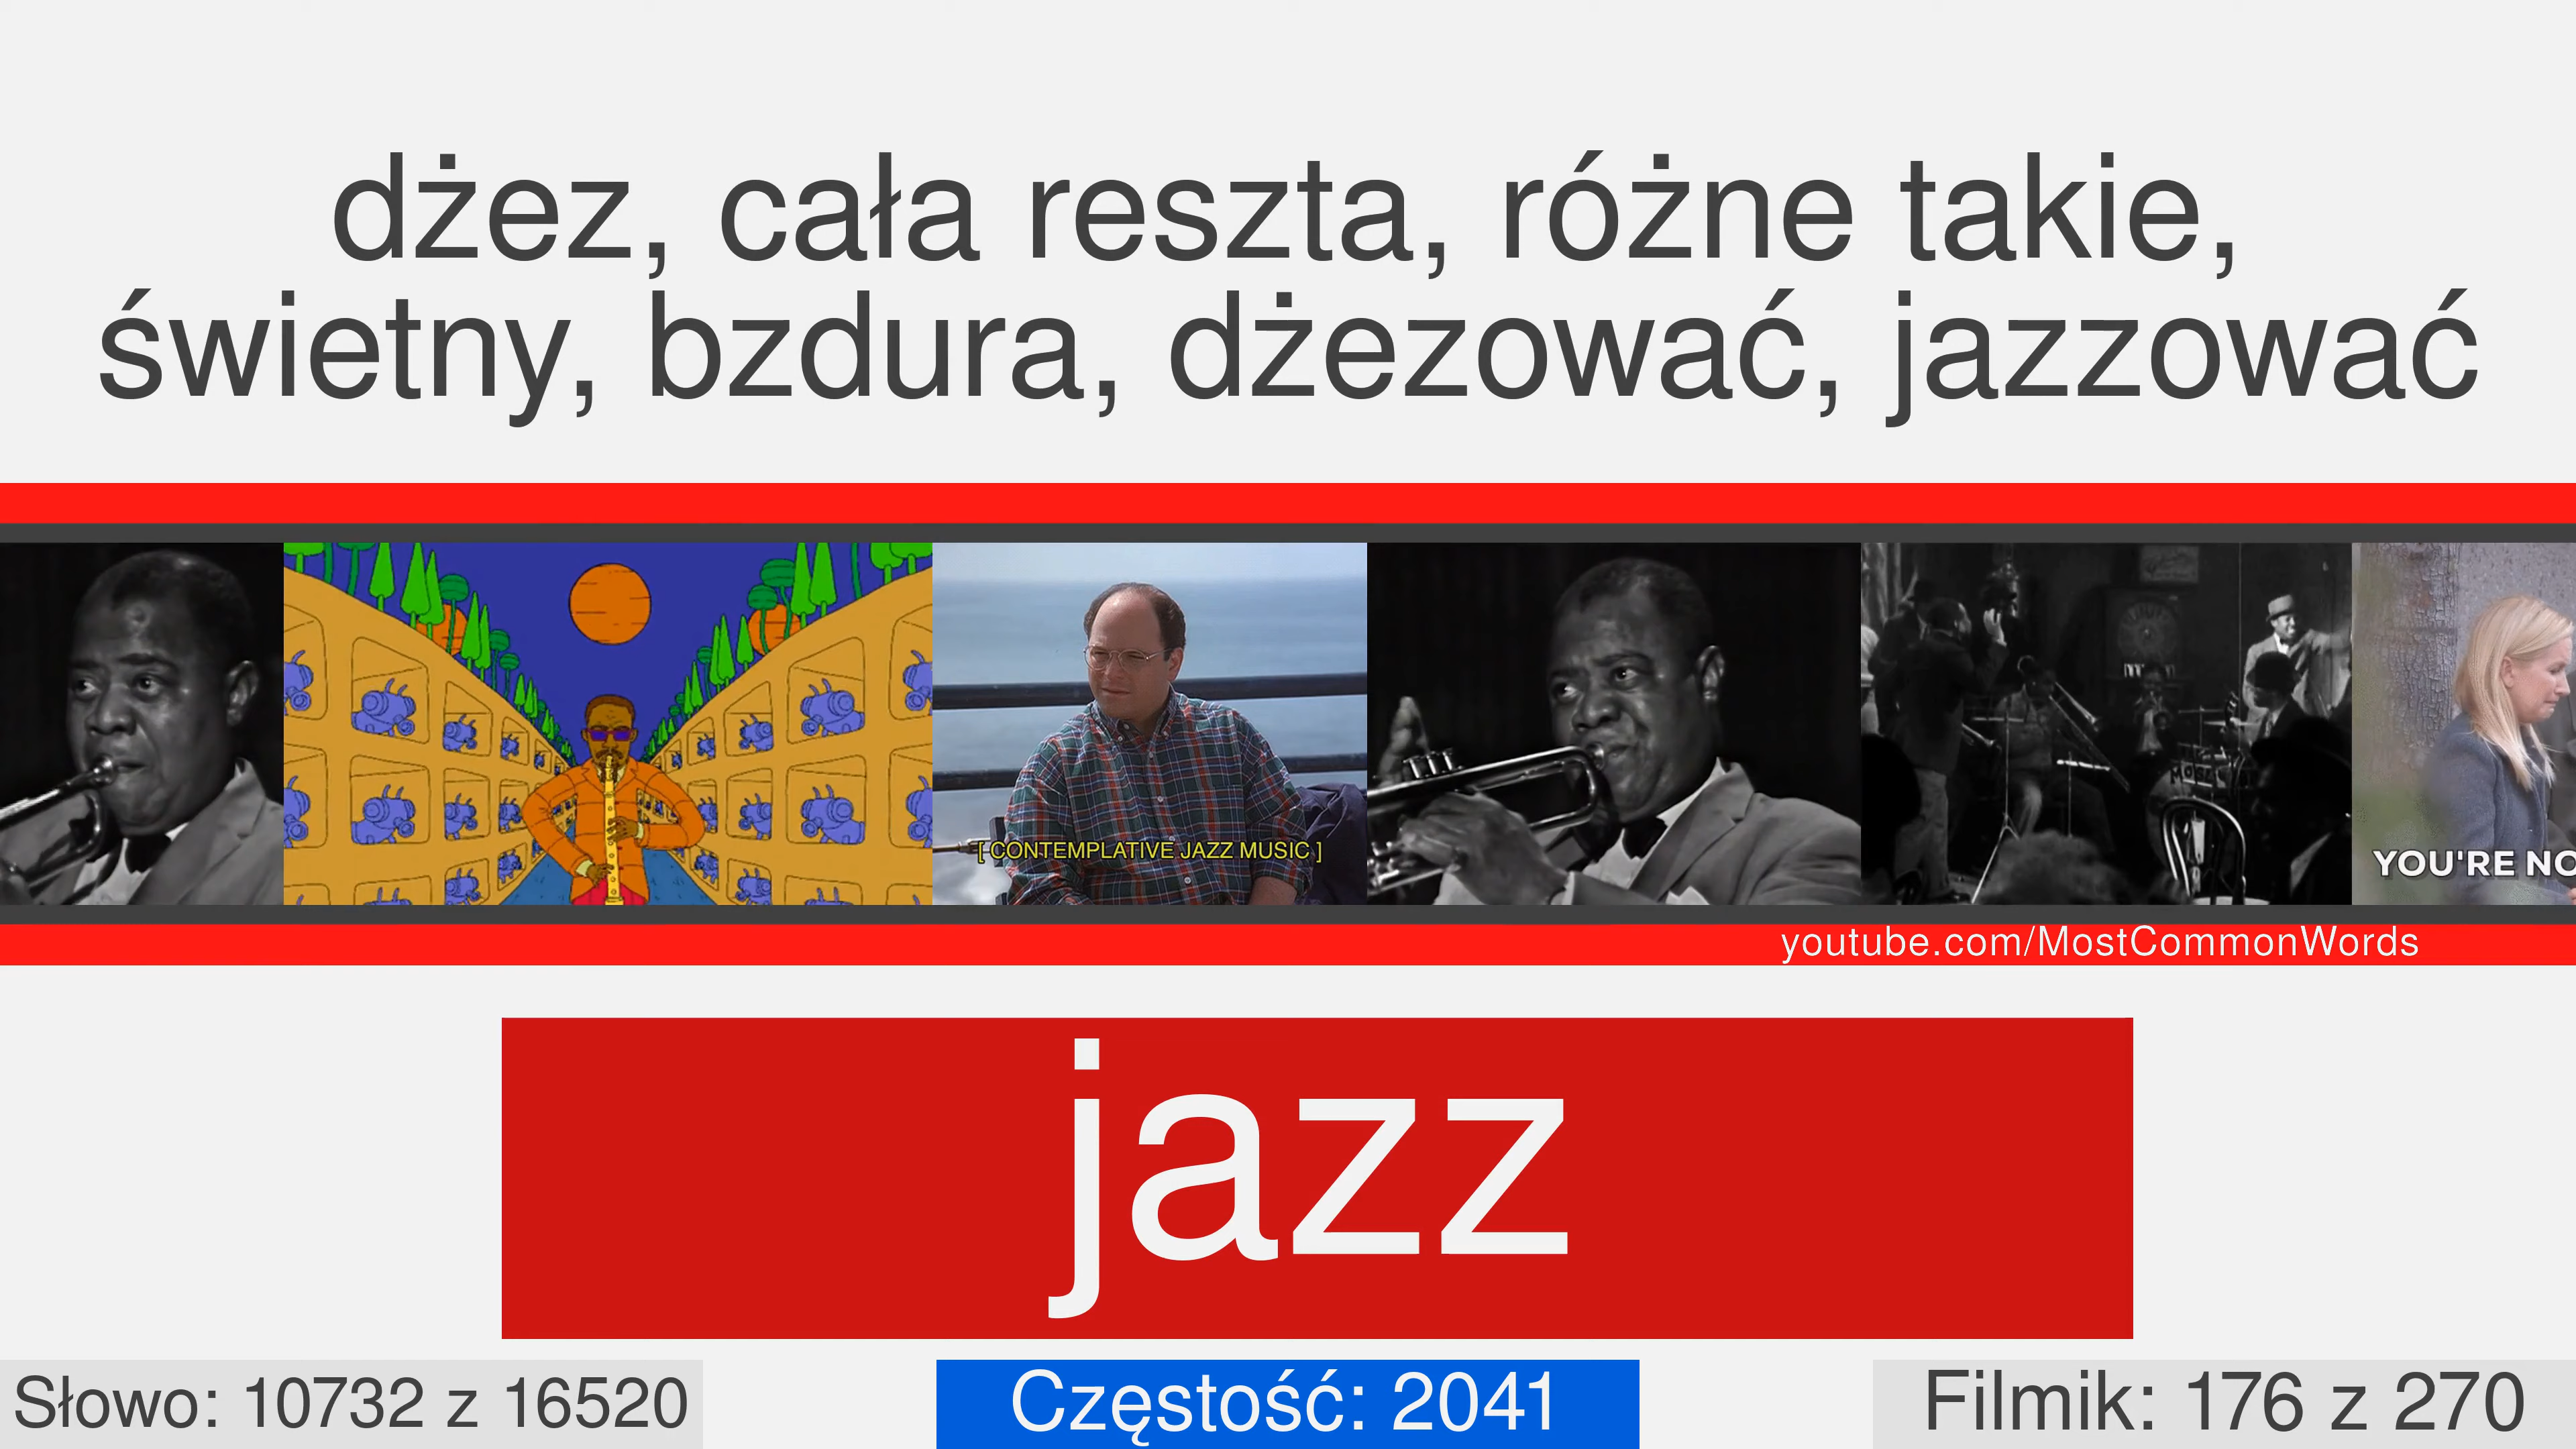 dżez, cała reszta, różne takie,
świetny, bzdura, dżezować, jazzować
[ CONTEMPLATIVE JAZZ MUSIC ]
YOU'RE
youtube.com/MostCommonWords
jazz
Słowo: 10732 z 16520
Częstość: 2041
Filmik: 176 z 270